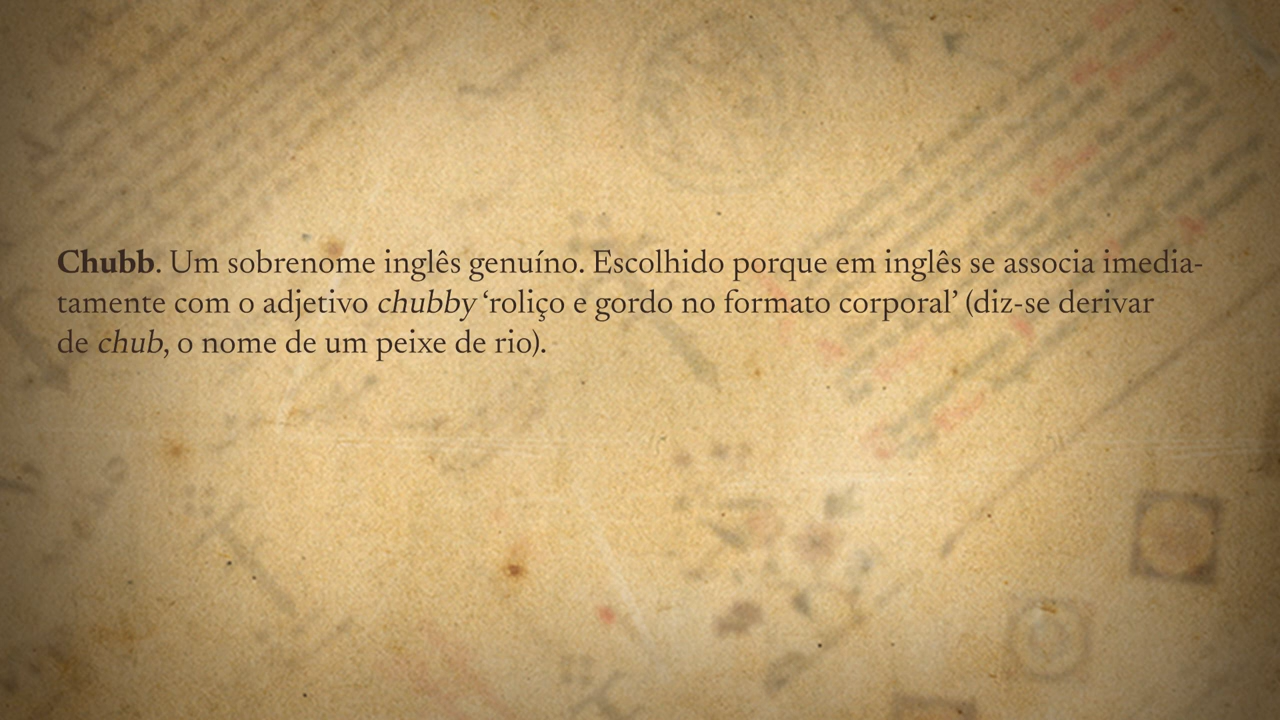 Chubb. Um sobrenome inglês genuíno. Escolhido porque em inglês se associa imedia-
tamente com o adjetivo chubby ‘roliço e gordo no formato corporal’ (diz-se derivar
de chub, o nome de um peixe de rio).